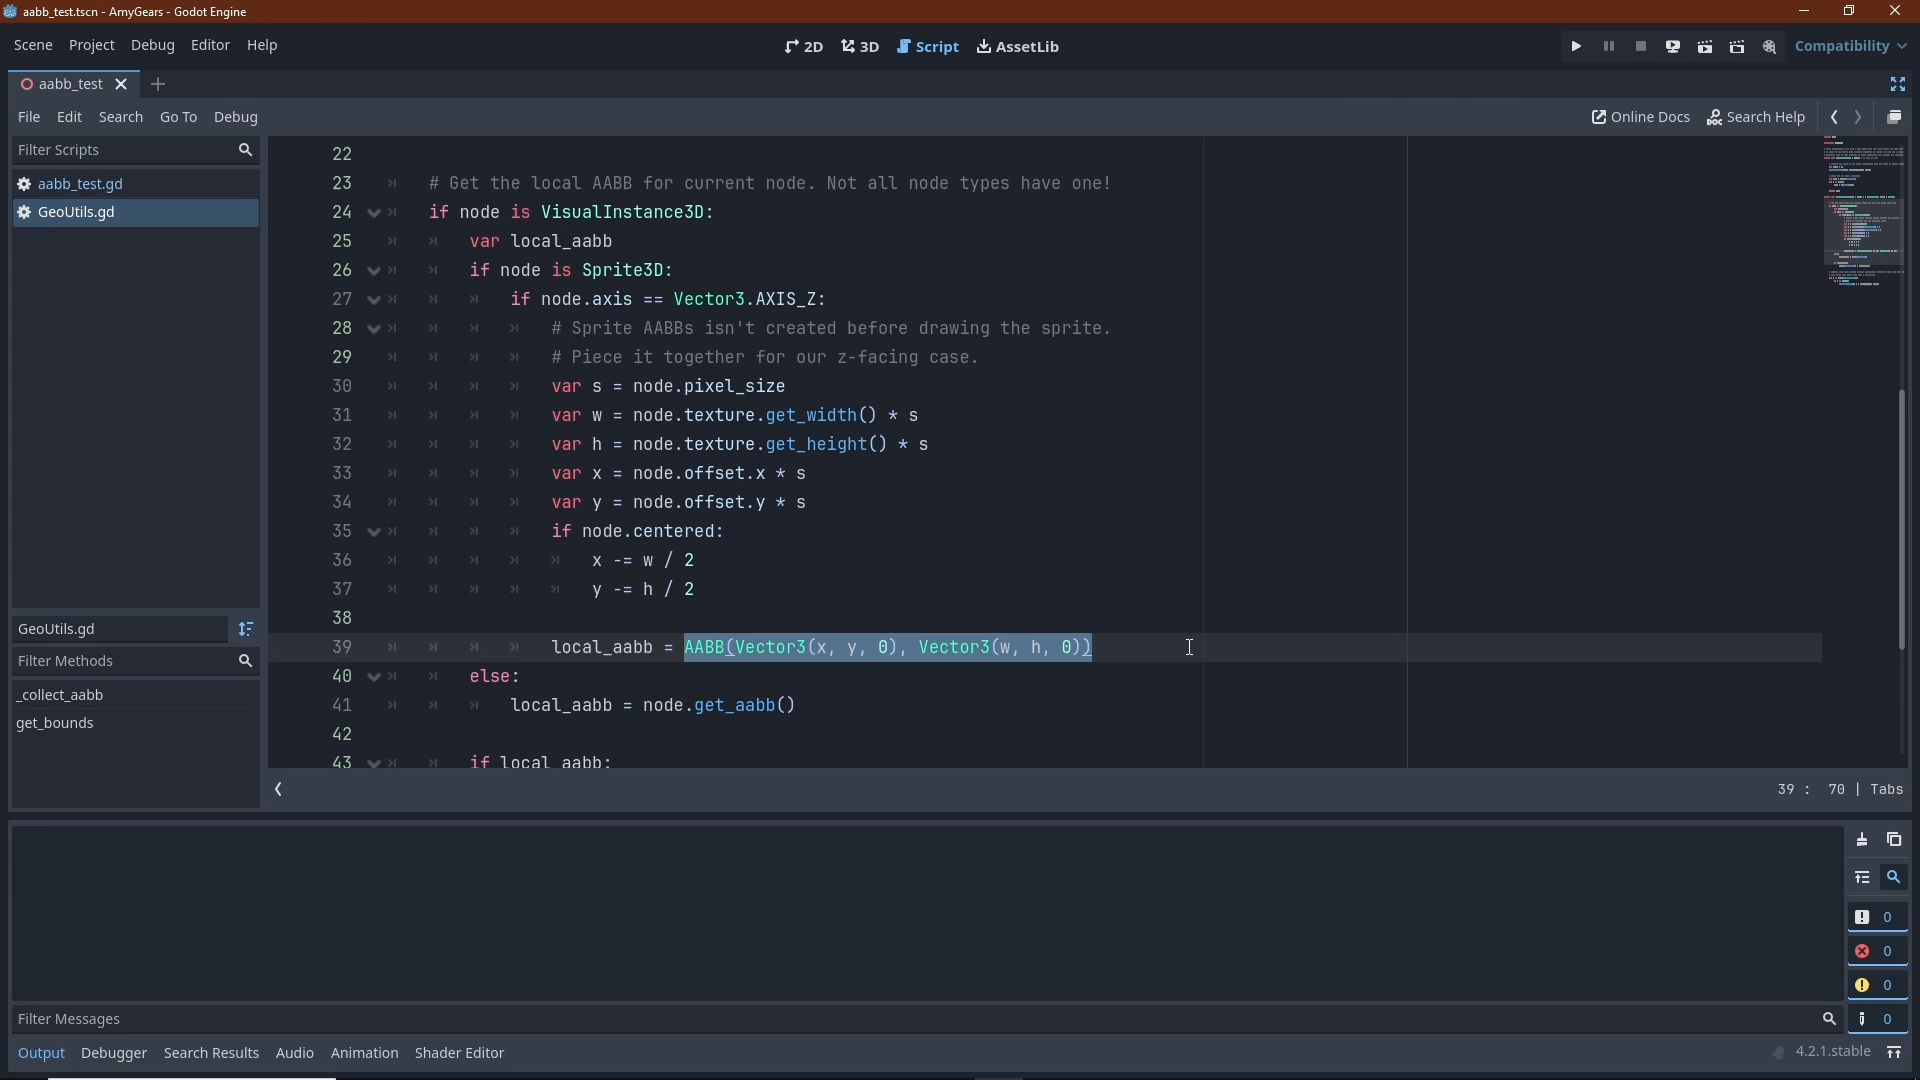 aabb_test.tscn - AmyGears - Godot Engine
Scene Project Debug Editor Help
2D 3D Script AssetLib
Compatibility
aabb_test
File Edit Search Go To Debug
Online Docs Search Help
Filter Scripts
aabb_test.gd
GeoUtils.gd
GeoUtils.gd
Filter Methods
_collect_aabb
get_bounds
22
23 # Get the local AABB for current node. Not all node types have one!
24 if node is VisualInstance3D:
25 var local_aabb
26 if node is Sprite3D:
27 if node.axis == Vector3.AXIS_Z:
28 # Sprite AABBs isn't created before drawing the sprite.
29 # Piece it together for our z-facing case.
30 var s = node.pixel_size
31 var w = node.texture.get_width() * s
32 var h = node.texture.get_height() * s
33 var x = node.offset.x * s
34 var y = node.offset.y * s
35 if node.centered:
36 x -= w / 2
37 y -= h / 2
38
39 local_aabb = AABB(Vector3(x, y, 0), Vector3(w, h, 0))
40 else:
41 local_aabb = node.get_aabb()
42
43 if local_aabb:
39 : 70 | Tabs
0
0
0
0
Filter Messages
Output Debugger Search Results Audio Animation Shader Editor
4.2.1.stable